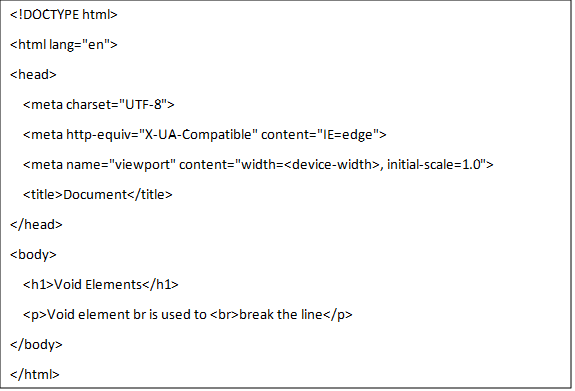 <!DOCTYPE html>
<html lang="en">
<head>
<meta charset="UTF-8">
<meta http-equiv="X-UA-Compatible" content="IE=edge">
<meta name="viewport" content="width=<device-width>, initial-scale=1.0">
<title>Document</title>
</head>
<body>
<h1>Void Elements</h1>
<p>Void element br is used to <br>break the line</p>
</body>
</html>